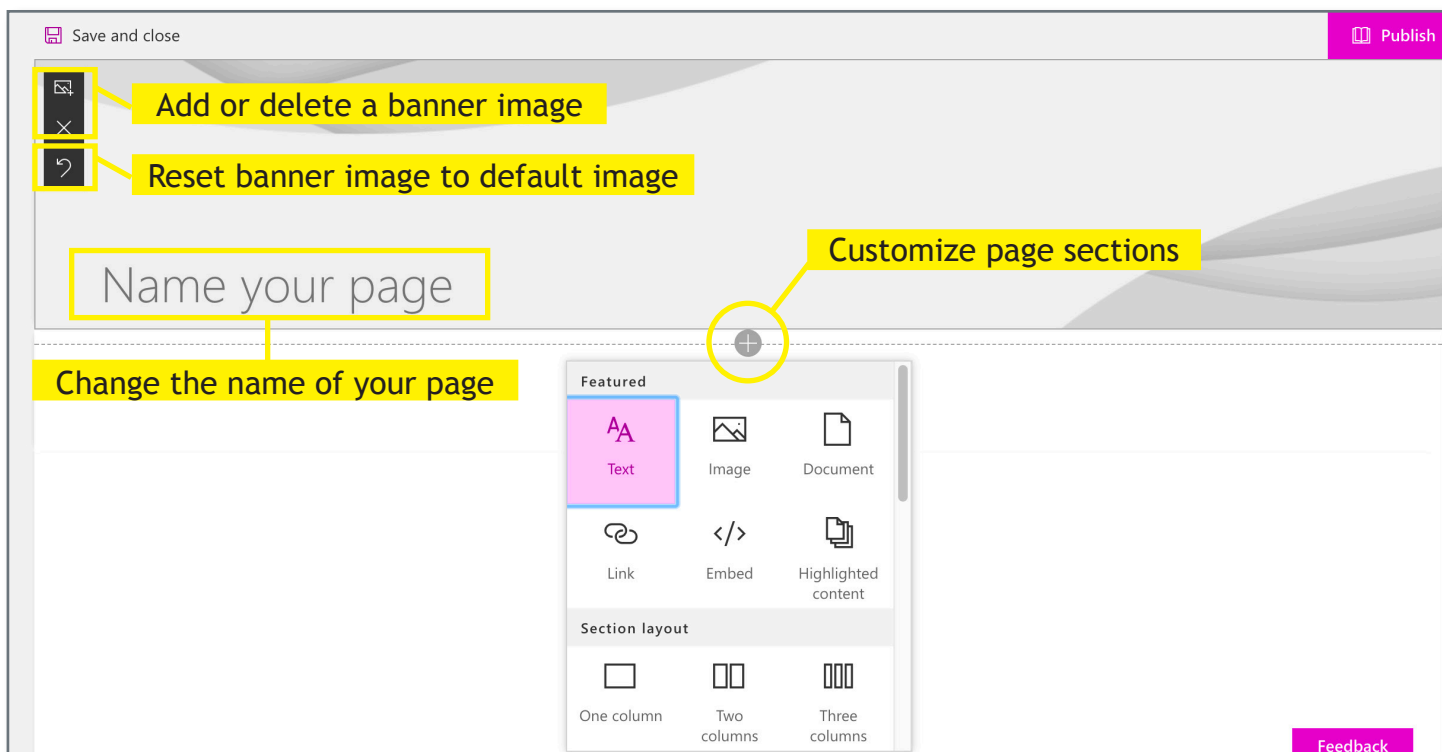 Save and close
Publish
Add or delete a banner image
Reset banner image to default image
Customize page sections
Name your page
Change the name of your page
Featured
Text
Image
Document
Link
Embed
Highlighted
content
Section layout
One column
Two
columns
Three
columns
Feedback